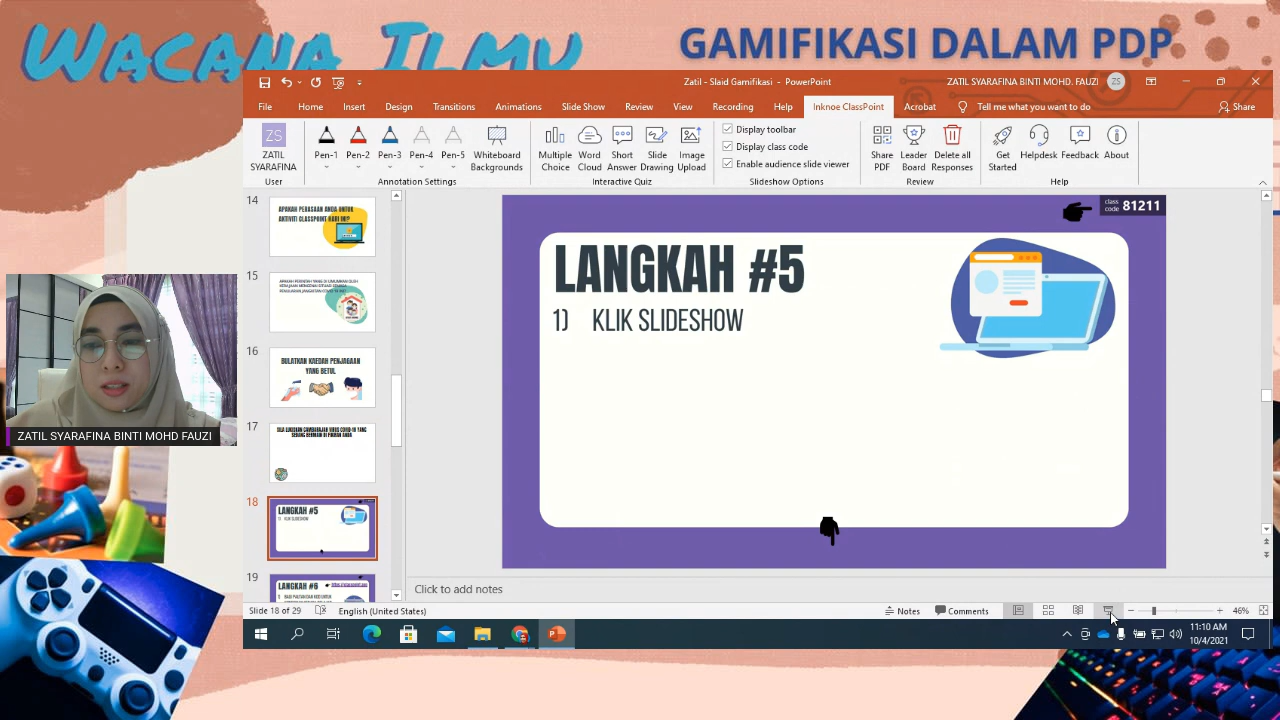 WACANA ILMU
GAMIFIKASI DALAM PDP
Zatil - Slaid Gamifikasi - PowerPoint
ZATIL SYARAFINA BINTI MOHD. FAUZI
ZS
File
Home
Insert
Design
Transitions
Animations
Slide Show
Review
View
Recording
Help
Inknoe ClassPoint
Acrobat
Tell me what you want to do
Share
ZS
ZATIL
SYARAFINA
User
Pen-1
Pen-2
Pen-3
Pen-4
Pen-5
Whiteboard
Backgrounds
Annotation Settings
Multiple
Choice
Word
Cloud
Short
Answer
Slide
Drawing
Image
Upload
Interactive Quiz
Display toolbar
Display class code
Enable audience slide viewer
Slideshow Options
Share
PDF
Leader
Board
Delete all
Responses
Review
Get
Started
Helpdesk
Feedback
About
Help
14
APAKAH PERASAAN ANDA UNTUK
AKTIVITI CLASSPOINT HARI INI?
15
16
BULATKAN KAEDAH PENJAGAAN
YANG BETUL
17
18
LANGKAH #5
1) KLIK SLIDESHOW
19
LANGKAH #6
class
code 81211
LANGKAH #5
1) KLIK SLIDESHOW
ZATIL SYARAFINA BINTI MOHD FAUZI
Click to add notes
Slide 18 of 29
English (United States)
Notes
Comments
46%
11:10 AM
10/4/2021